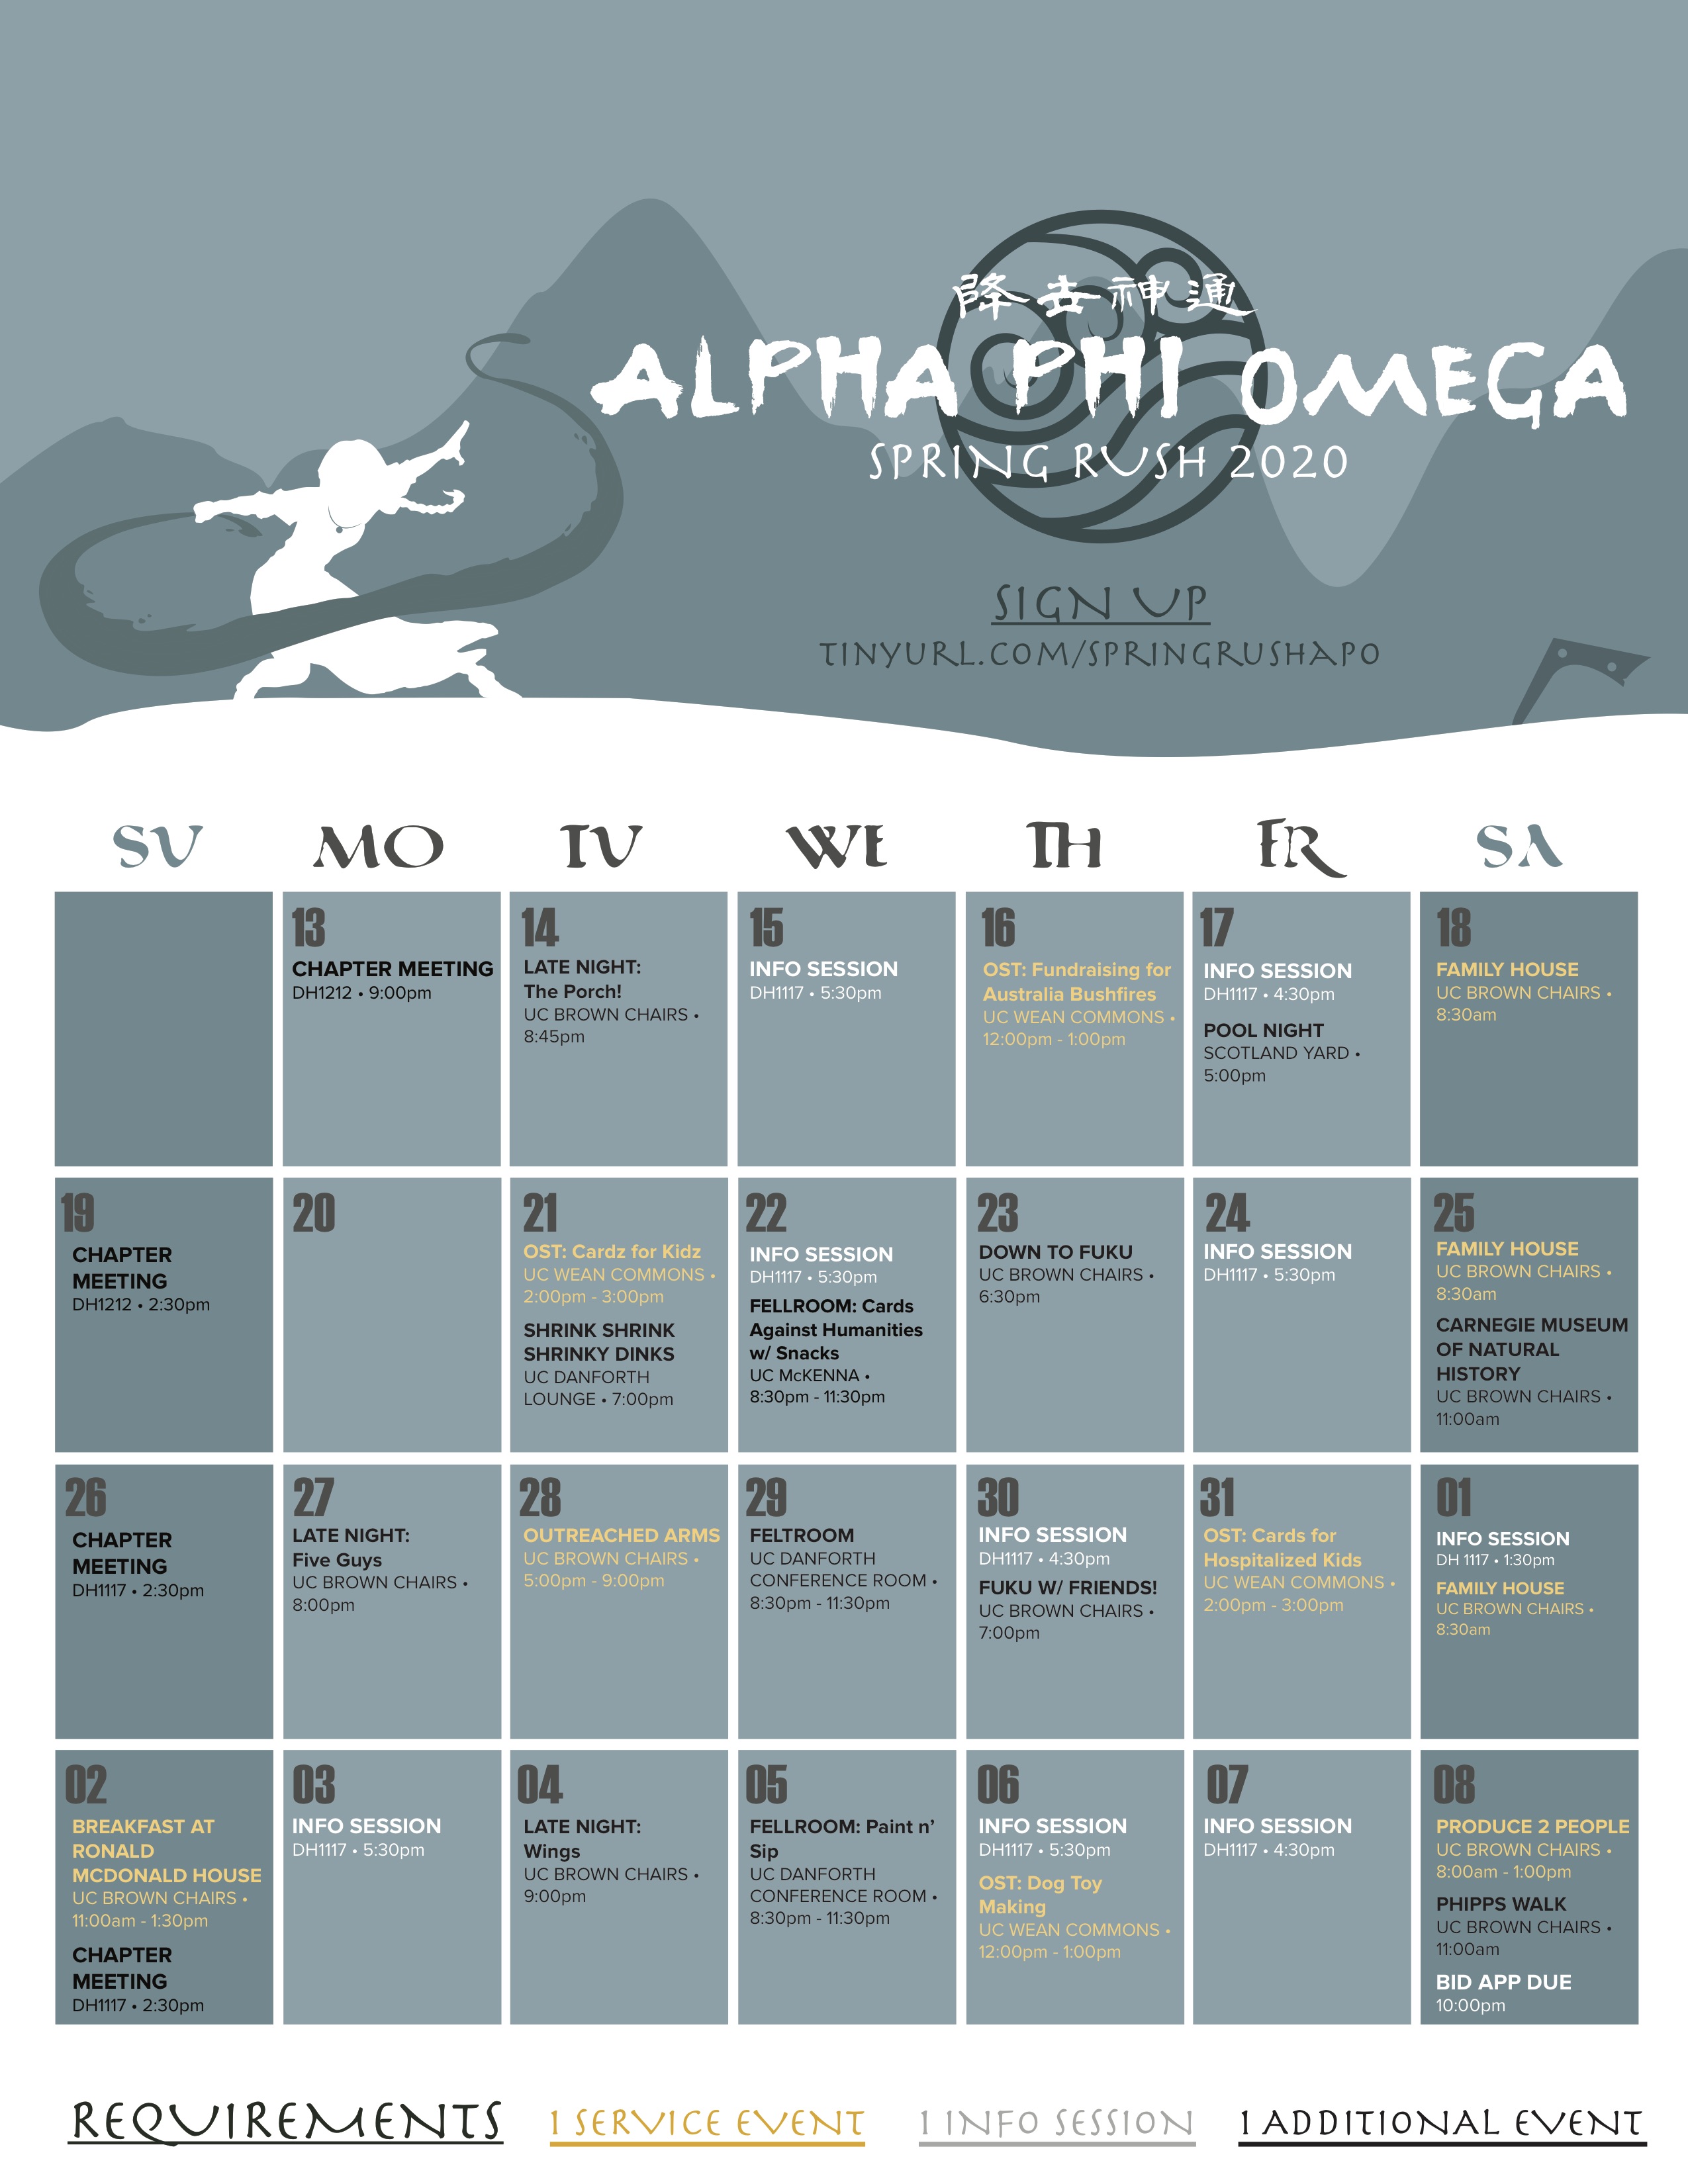 降去神通
ALPHA PHI OMEGA
SPRING RUSH 2020
SIGN UP
TINYURL.COM/SPRINGRUSHAPO
SU MO TU WE TH FR SA
13
CHAPTER MEETING
DH1212 • 9:00pm
14
LATE NIGHT:
The Porch!
UC BROWN CHAIRS •
8:45pm
15
INFO SESSION
DH1117 • 5:30pm
16
OST: Fundraising for
Australia Bushfires
UC WEAN COMMONS •
12:00pm - 1:00pm
17
INFO SESSION
DH1117 • 4:30pm
POOL NIGHT
SCOTLAND YARD •
5:00pm
18
FAMILY HOUSE
UC BROWN CHAIRS •
8:30am
19
CHAPTER
MEETING
DH1212 • 2:30pm
20
21
OST: Cardz for Kidz
UC WEAN COMMONS •
2:00pm - 3:00pm
SHRINK SHRINK
SHRINKY DINKS
UC DANFORTH
LOUNGE • 7:00pm
22
INFO SESSION
DH1117 • 5:30pm
FELLROOM: Cards
Against Humanities
w/ Snacks
UC McKENNA •
8:30pm - 11:30pm
23
DOWN TO FUKU
UC BROWN CHAIRS •
6:30pm
24
INFO SESSION
DH1117 • 5:30pm
25
FAMILY HOUSE
UC BROWN CHAIRS •
8:30am
CARNEGIE MUSEUM
OF NATURAL
HISTORY
UC BROWN CHAIRS •
11:00am
26
CHAPTER
MEETING
DH1117 • 2:30pm
27
LATE NIGHT:
Five Guys
UC BROWN CHAIRS •
8:00pm
28
OUTREACHED ARMS
UC BROWN CHAIRS •
5:00pm - 9:00pm
29
FELTROOM
UC DANFORTH
CONFERENCE ROOM •
8:30pm - 11:30pm
30
INFO SESSION
DH1117 • 4:30pm
FUKU W/ FRIENDS!
UC BROWN CHAIRS •
7:00pm
31
OST: Cards for
Hospitalized Kids
UC WEAN COMMONS •
2:00pm - 3:00pm
01
INFO SESSION
DH 1117 • 1:30pm
FAMILY HOUSE
UC BROWN CHAIRS •
8:30am
02
BREAKFAST AT
RONALD
MCDONALD HOUSE
UC BROWN CHAIRS •
11:00am - 1:30pm
CHAPTER
MEETING
DH1117 • 2:30pm
03
INFO SESSION
DH1117 • 5:30pm
04
LATE NIGHT:
Wings
UC BROWN CHAIRS •
9:00pm
05
FELLROOM: Paint n’
Sip
UC DANFORTH
CONFERENCE ROOM •
8:30pm - 11:30pm
06
INFO SESSION
DH1117 • 5:30pm
OST: Dog Toy
Making
UC WEAN COMMONS •
12:00pm - 1:00pm
07
INFO SESSION
DH1117 • 4:30pm
08
PRODUCE 2 PEOPLE
UC BROWN CHAIRS •
8:00am - 1:00pm
PHIPPS WALK
UC BROWN CHAIRS •
11:00am
BID APP DUE
10:00pm
REQUIREMENTS 1 SERVICE EVENT 1 INFO SESSION 1 ADDITIONAL EVENT